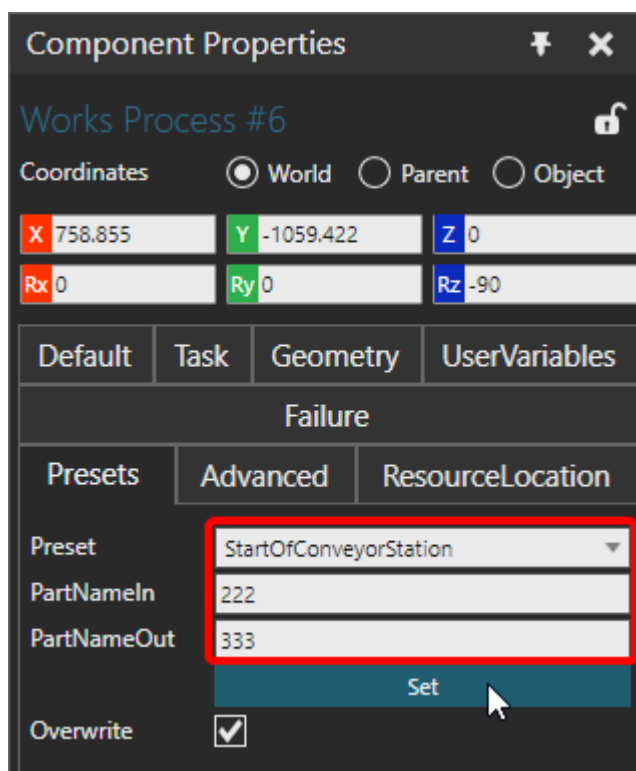 Component Properties
Works Process #6
Coordinates World Parent Object
X 758.855 Y -1059.422 Z 0
Rx 0 Ry 0 Rz -90
Default Task Geometry UserVariables
Failure
Presets Advanced ResourceLocation
Preset StartOfConveyorStation
PartNameIn 222
PartNameOut 333
Set
Overwrite